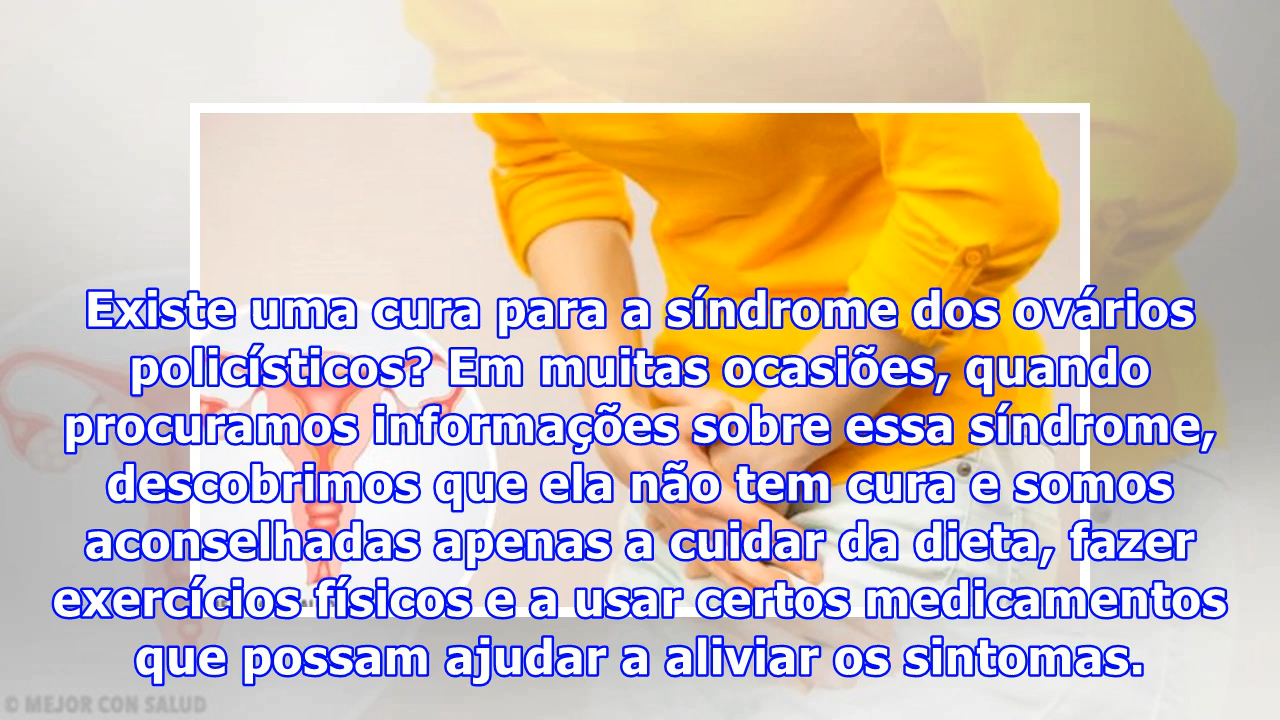 Existe uma cura para a síndrome dos ovários
policísticos? Em muitas ocasiões, quando
procuramos informações sobre essa síndrome,
descobrimos que ela não tem cura e somos
aconselhadas apenas a cuidar da dieta, fazer
exercícios físicos e a usar certos medicamentos
que possam ajudar a aliviar os sintomas.
© MEJOR CON SALUD